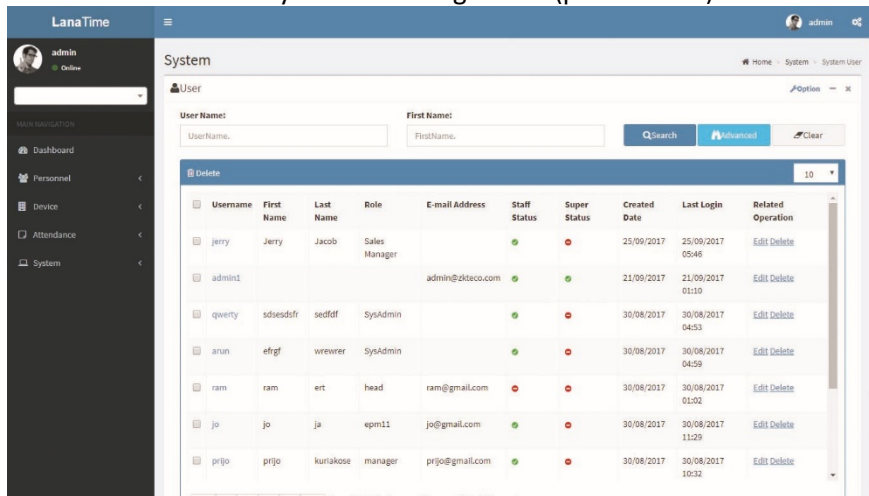 LanaTime
admin
admin
Online
System
Home > System > System User
User
Option
User Name:
First Name:
UserName.
FirstName.
Search
Advanced
Clear
MAIN NAVIGATION
Dashboard
Personnel
Device
Attendance
System
Delete
10
Username First Name Last Name Role E-mail Address Staff Status Super Status Created Date Last Login Related Operation
jerry Jerry Jacob Sales Manager 25/09/2017 25/09/2017 05:46 Edit Delete
admin1 admin@zkteco.com 21/09/2017 21/09/2017 01:10 Edit Delete
qwerty sdsesdsfr sedfdf SysAdmin 30/08/2017 30/08/2017 04:53 Edit Delete
arun efrgf wrewrer SysAdmin 30/08/2017 30/08/2017 04:59 Edit Delete
ram ram ert head ram@gmail.com 30/08/2017 30/08/2017 01:02 Edit Delete
jo jo ja epm11 jo@gmail.com 30/08/2017 30/08/2017 11:29 Edit Delete
prijo prijo kuriakose manager prijo@gmail.com 30/08/2017 30/08/2017 10:32 Edit Delete